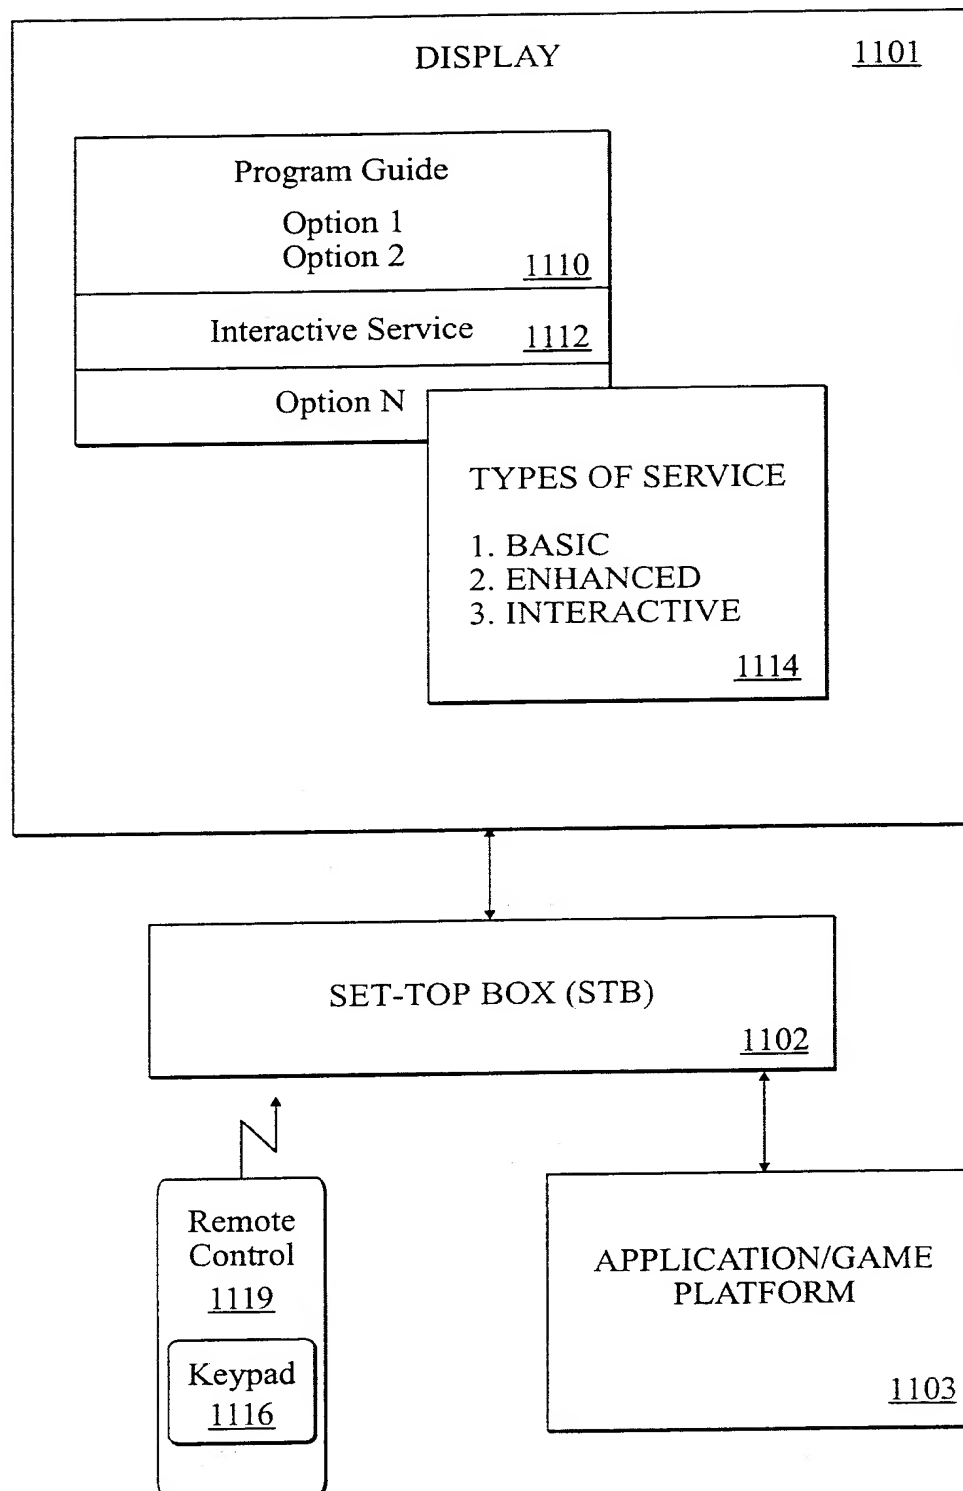 DISPLAY 1101
Program Guide
Option 1
Option 2
1110
Interactive Service 1112
Option N
TYPES OF SERVICE
1. BASIC
2. ENHANCED
3. INTERACTIVE
1114
SET-TOP BOX (STB)
1102
Remote
Control
1119
Keypad
1116
APPLICATION/GAME
PLATFORM
1103